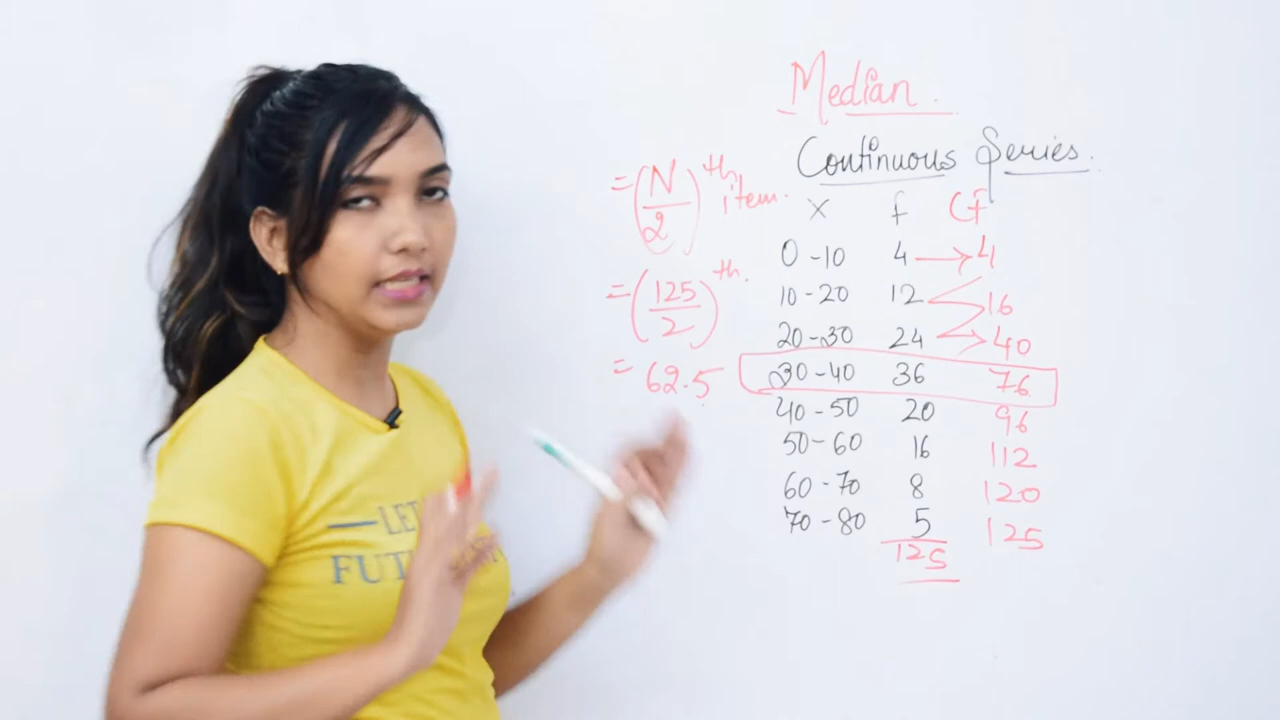 Median.
Continuous Series.
X f Cf
0-10 4 → 4
10-20 12 16
20-30 24 40
30-40 36 76
40-50 20 96
50-60 16 112
60-70 8 120
70-80 5 125
125
= (N/2)th item.
= (125/2)th.
= 62.5
LET
FUT